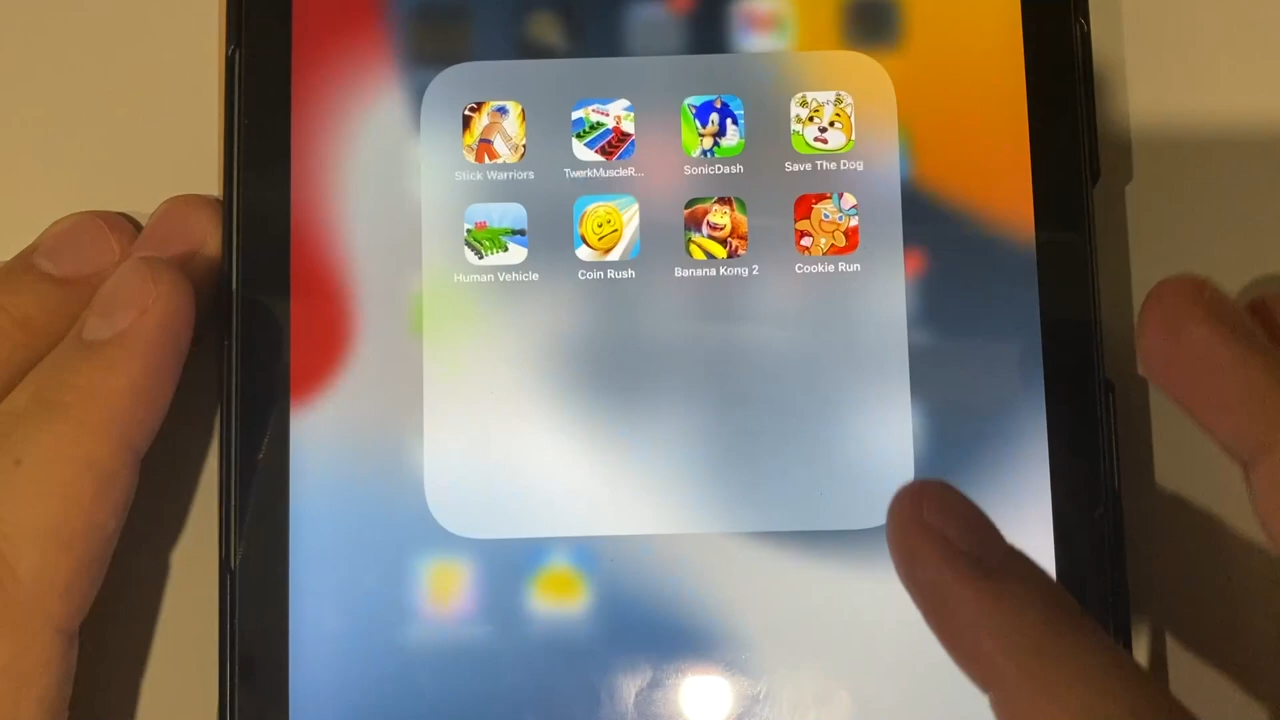 Stick Warriors
TwerkMuscleR...
SonicDash
Save The Dog
Human Vehicle
Coin Rush
Banana Kong 2
Cookie Run